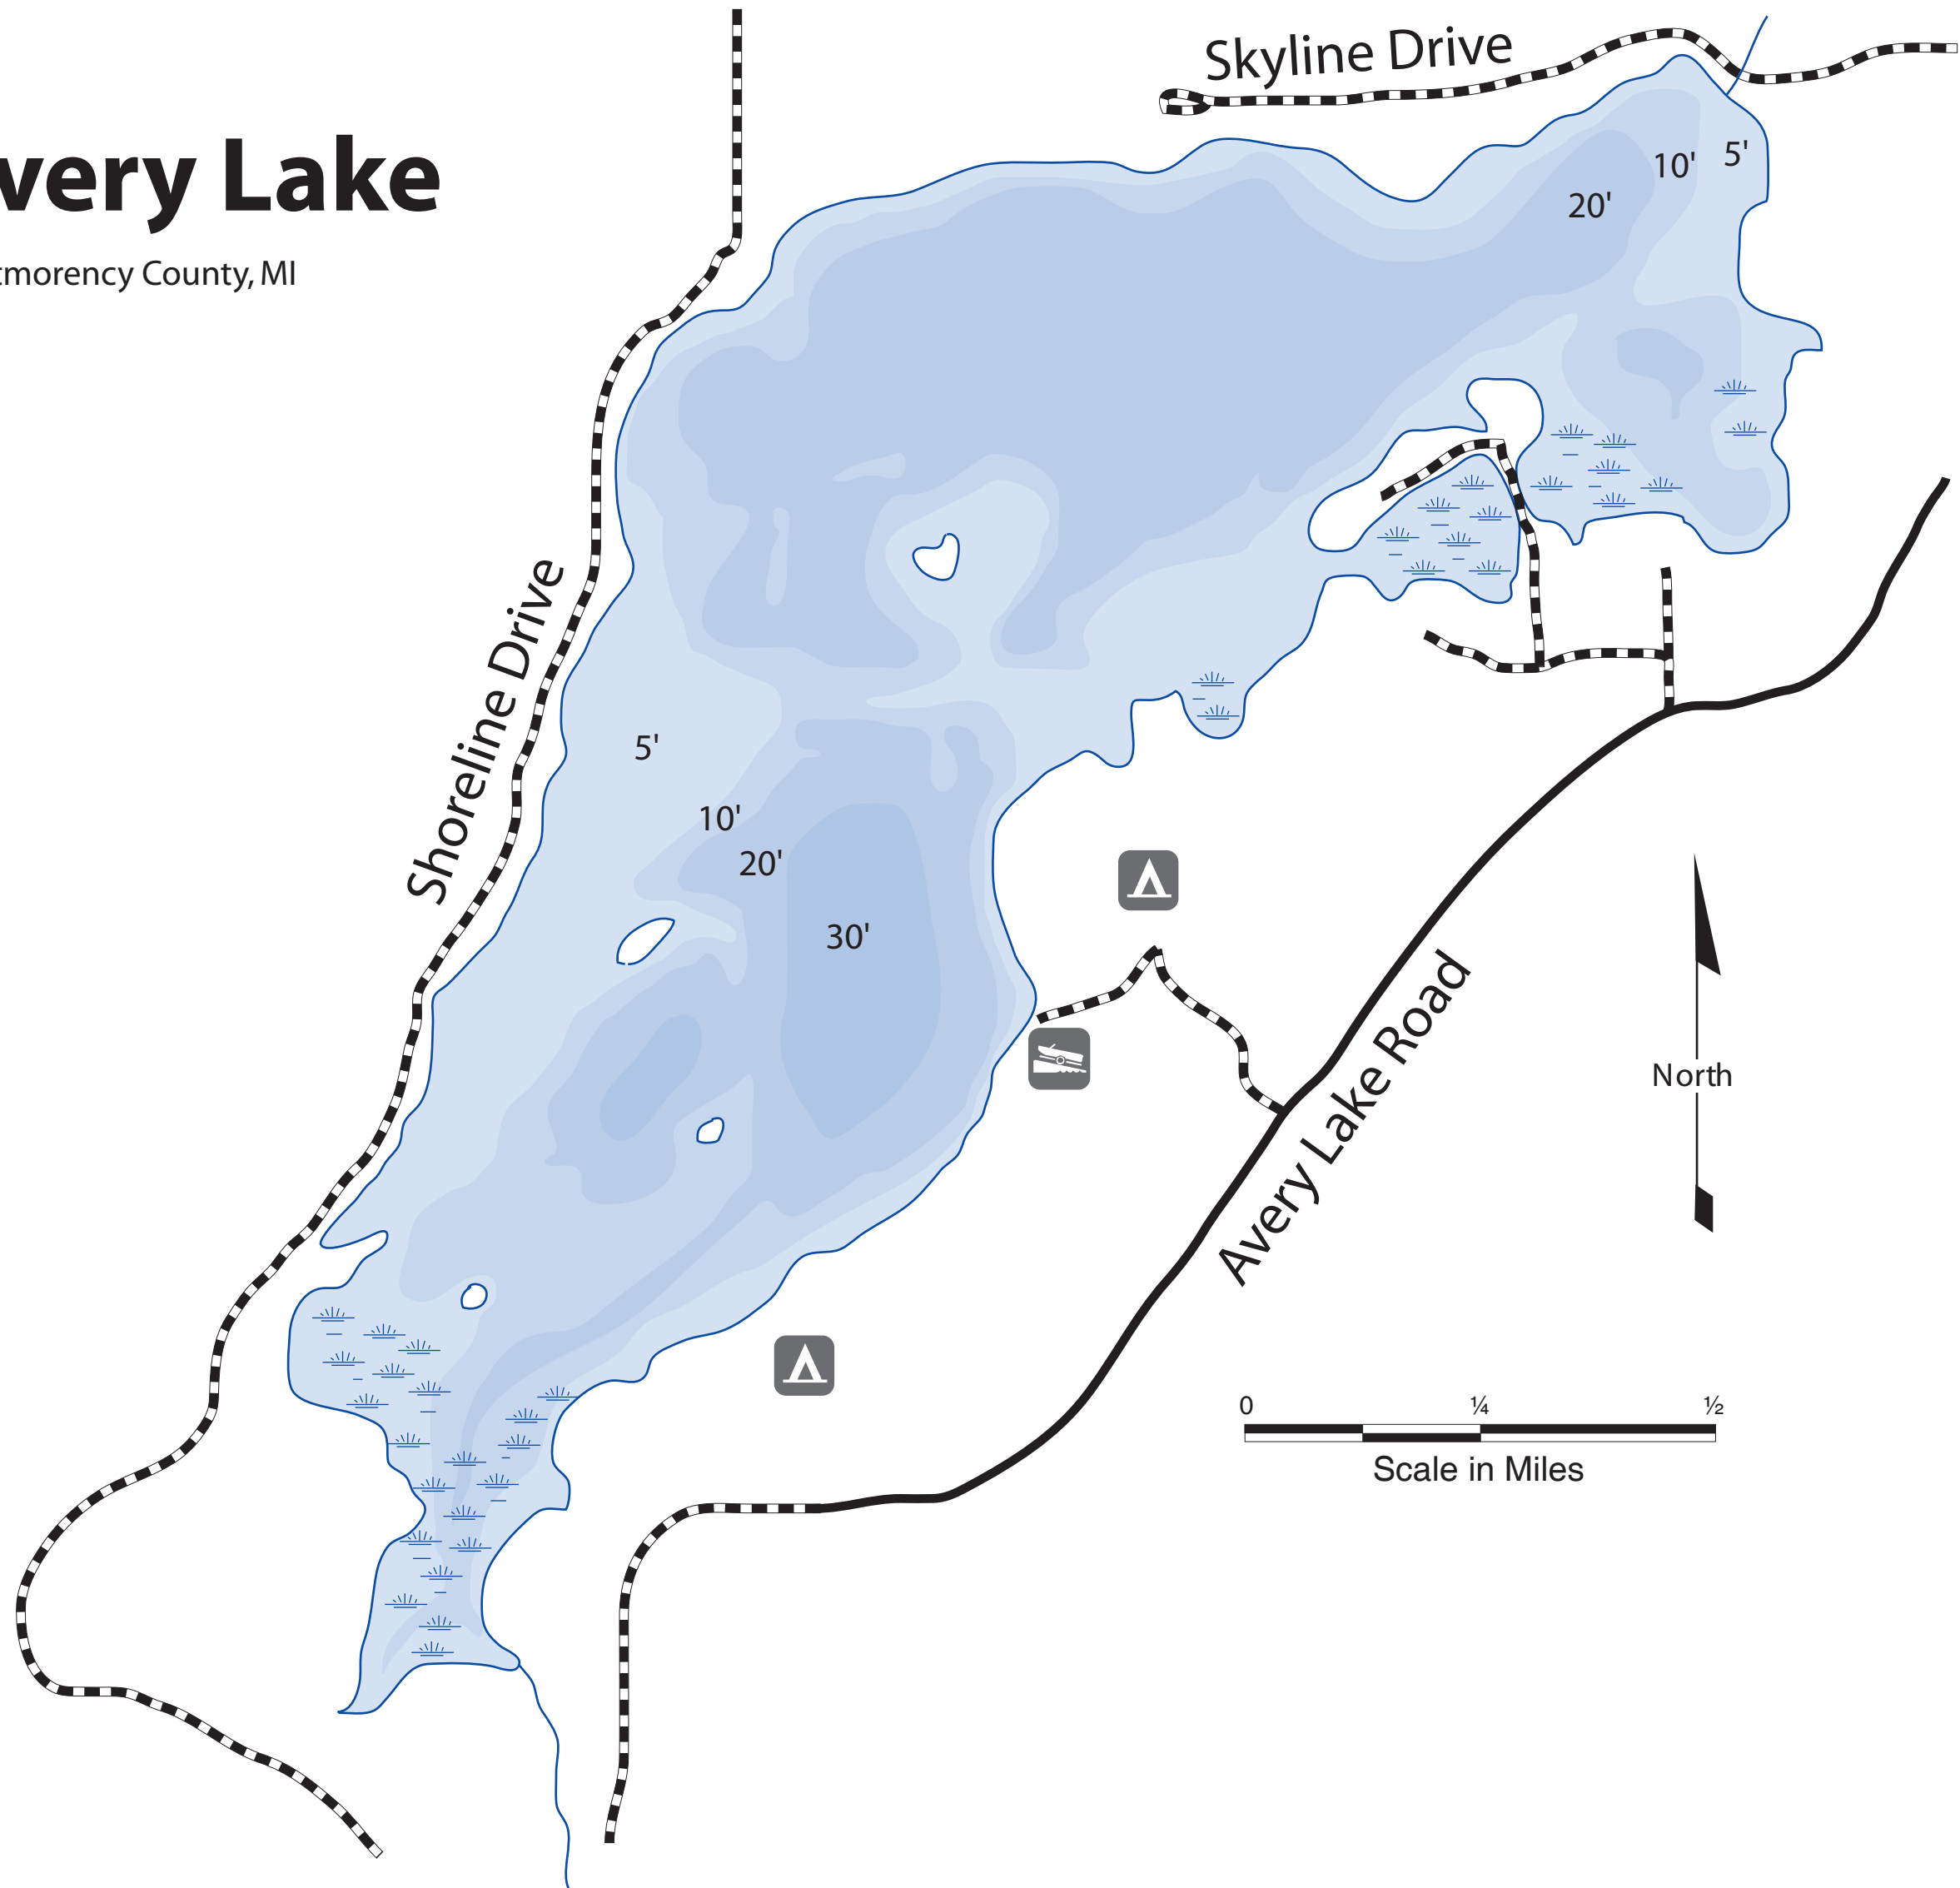 Skyline Drive
very Lake
tmorency County, MI
10'
5'
20'
Shoreline Drive
5'
10'
20'
30'
Avery Lake Road
North
0 ¼ ½
Scale in Miles